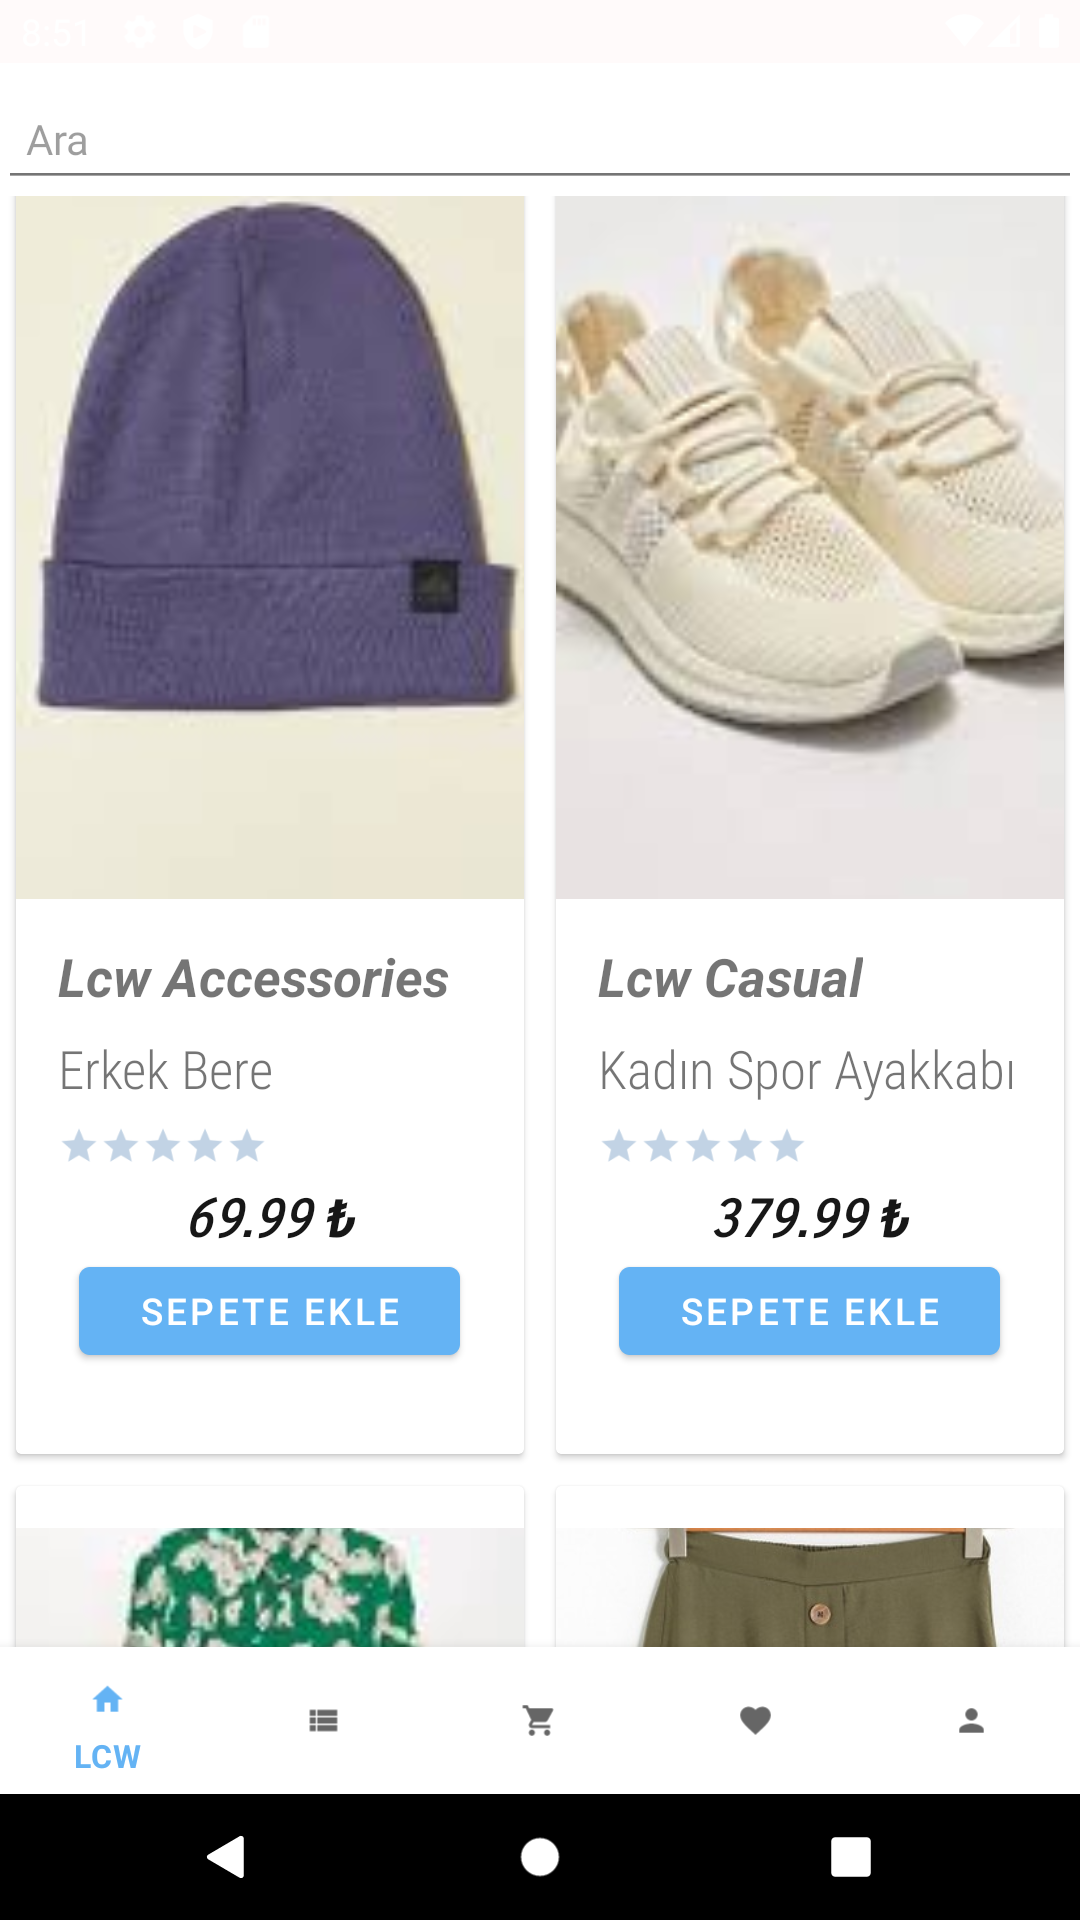 8:51
Ara
Lcw Accessories
Erkek Bere
69.99 ₺
SEPETE EKLE
Lcw Casual
Kadın Spor Ayakkabı
379.99 ₺
SEPETE EKLE
LCW